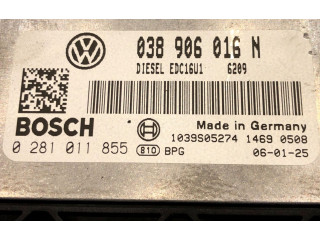 038 906 016 N
DIESEL EDC16U1 6209
BOSCH
Made in Germany
1039S05274 1469 0508
0 281 011 855
810 BPG
06-01-25